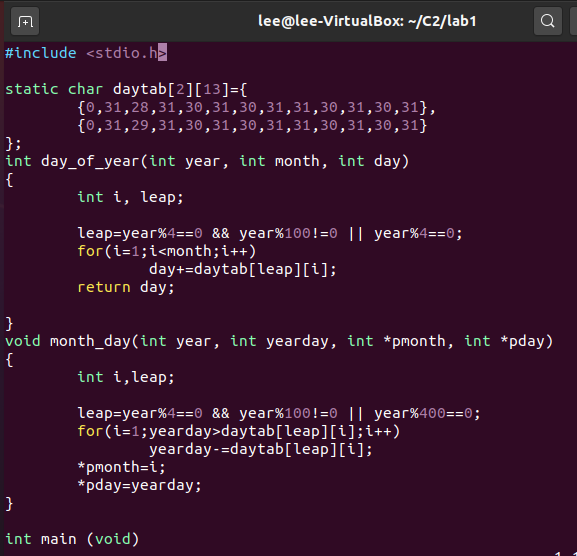 lee@lee-VirtualBox: ~/C2/lab1
#include <stdio.h>

static char daytab[2][13]={
        {0,31,28,31,30,31,30,31,31,30,31,30,31},
        {0,31,29,31,30,31,30,31,31,30,31,30,31}
};
int day_of_year(int year, int month, int day)
{
        int i, leap;

        leap=year%4==0 && year%100!=0 || year%4==0;
        for(i=1;i<month;i++)
                day+=daytab[leap][i];
        return day;

}
void month_day(int year, int yearday, int *pmonth, int *pday)
{
        int i,leap;

        leap=year%4==0 && year%100!=0 || year%400==0;
        for(i=1;yearday>daytab[leap][i];i++)
                yearday-=daytab[leap][i];
        *pmonth=i;
        *pday=yearday;
}

int main (void)